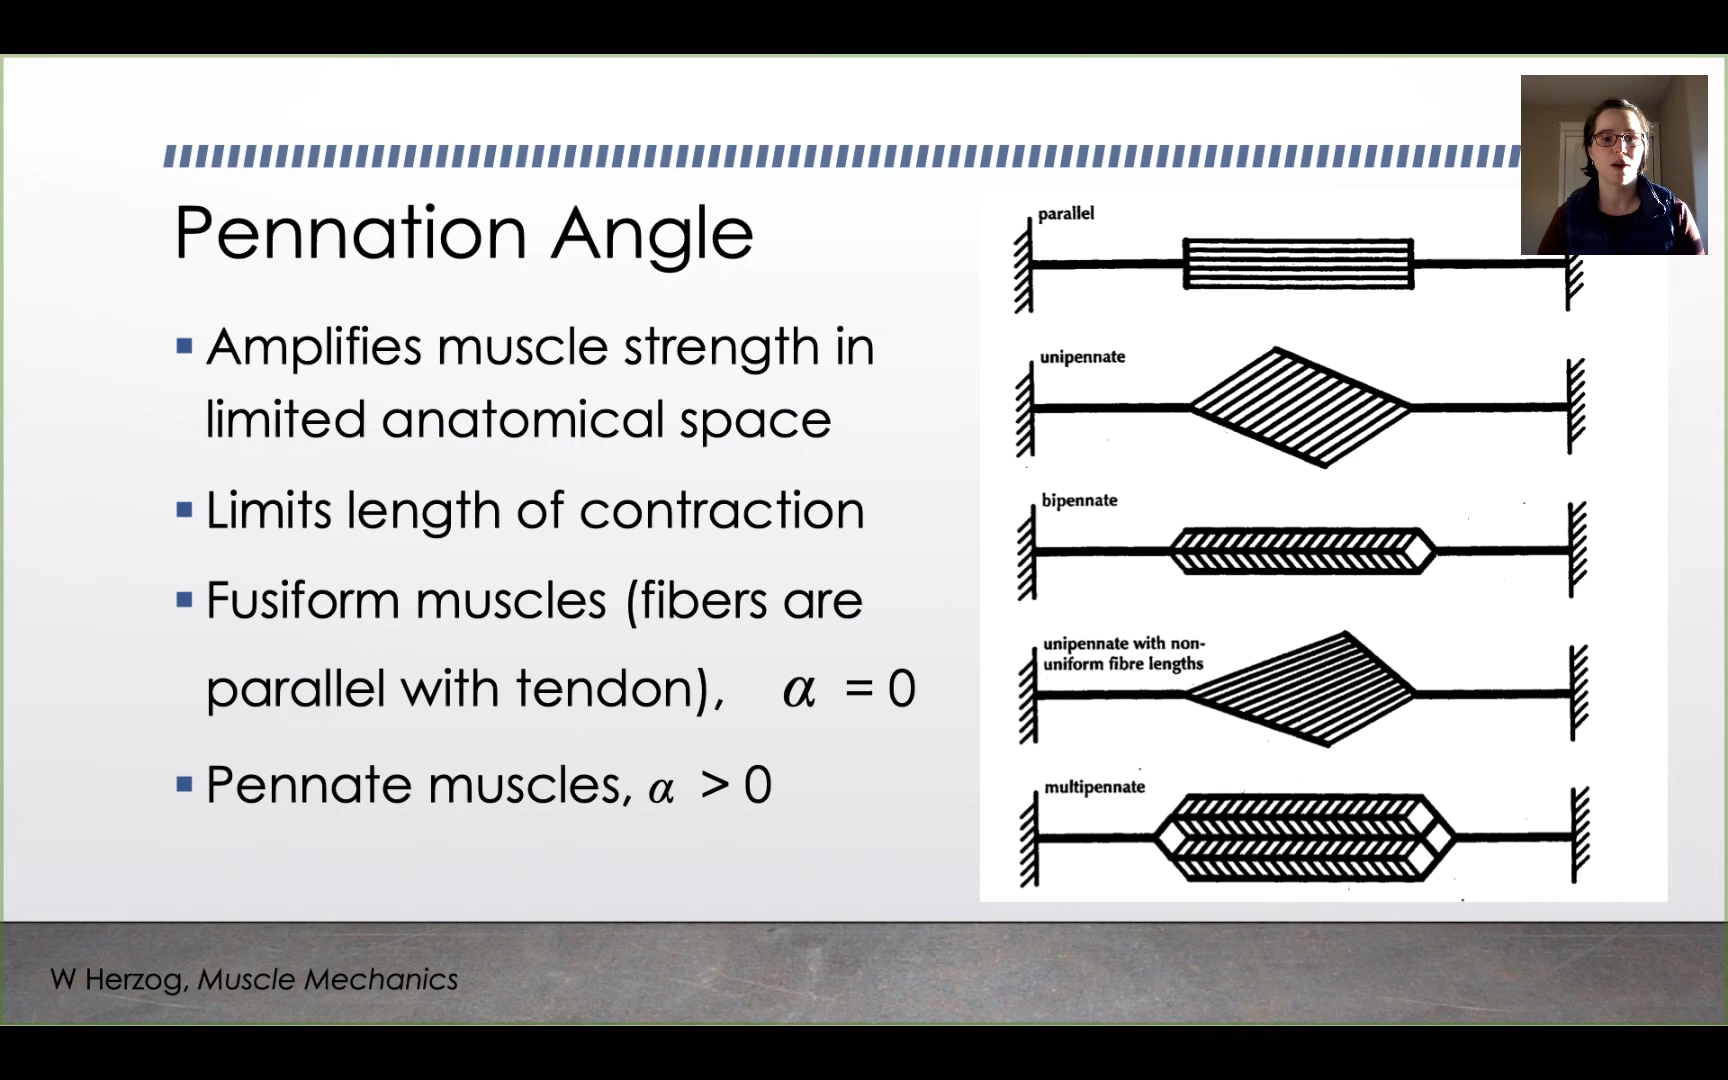 Pennation Angle
Amplifies muscle strength in
limited anatomical space
Limits length of contraction
Fusiform muscles (fibers are
parallel with tendon), α = 0
Pennate muscles, α > 0
parallel
unipennate
bipennate
unipennate with non-
uniform fibre lengths
multipennate
W Herzog, Muscle Mechanics